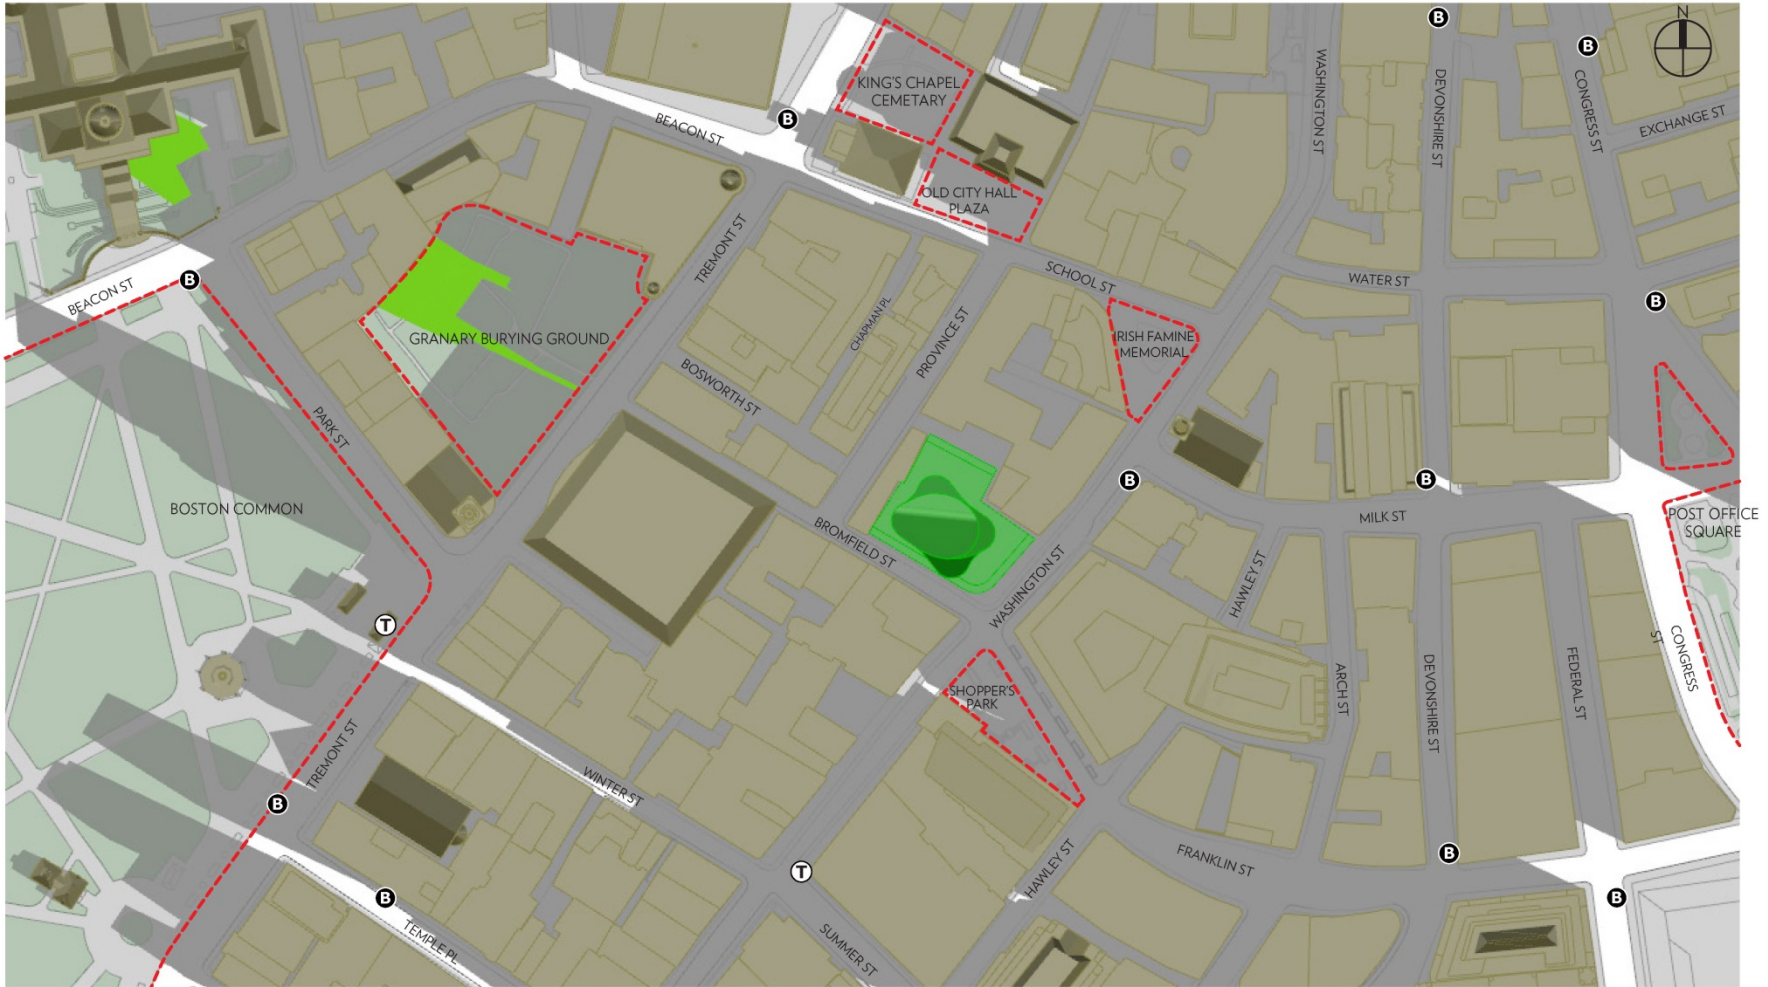 N
B
B
WASHINGTON ST
DEVONSHIRE ST
CONGRESS ST
KING'S CHAPEL
CEMETARY
EXCHANGE ST
BEACON ST
B
OLD CITY HALL
PLAZA
TREMONT ST
SCHOOL ST
WATER ST
BEACON ST
B
B
CHAPMAN PL
PROVINCE ST
IRISH FAMINE
MEMORIAL
GRANARY BURYING GROUND
BOSWORTH ST
PARK ST
B
B
BOSTON COMMON
BROMFIELD ST
MILK ST
POST OFFICE
SQUARE
WASHINGTON ST
HAWLEY ST
T
CONGRESS
ST
SHOPPER'S
PARK
ARCH ST
DEVONSHIRE ST
FEDERAL ST
TREMONT ST
WINTER ST
B
T
HAWLEY ST
FRANKLIN ST
B
B
B
TEMPLE PL
SUMMER ST